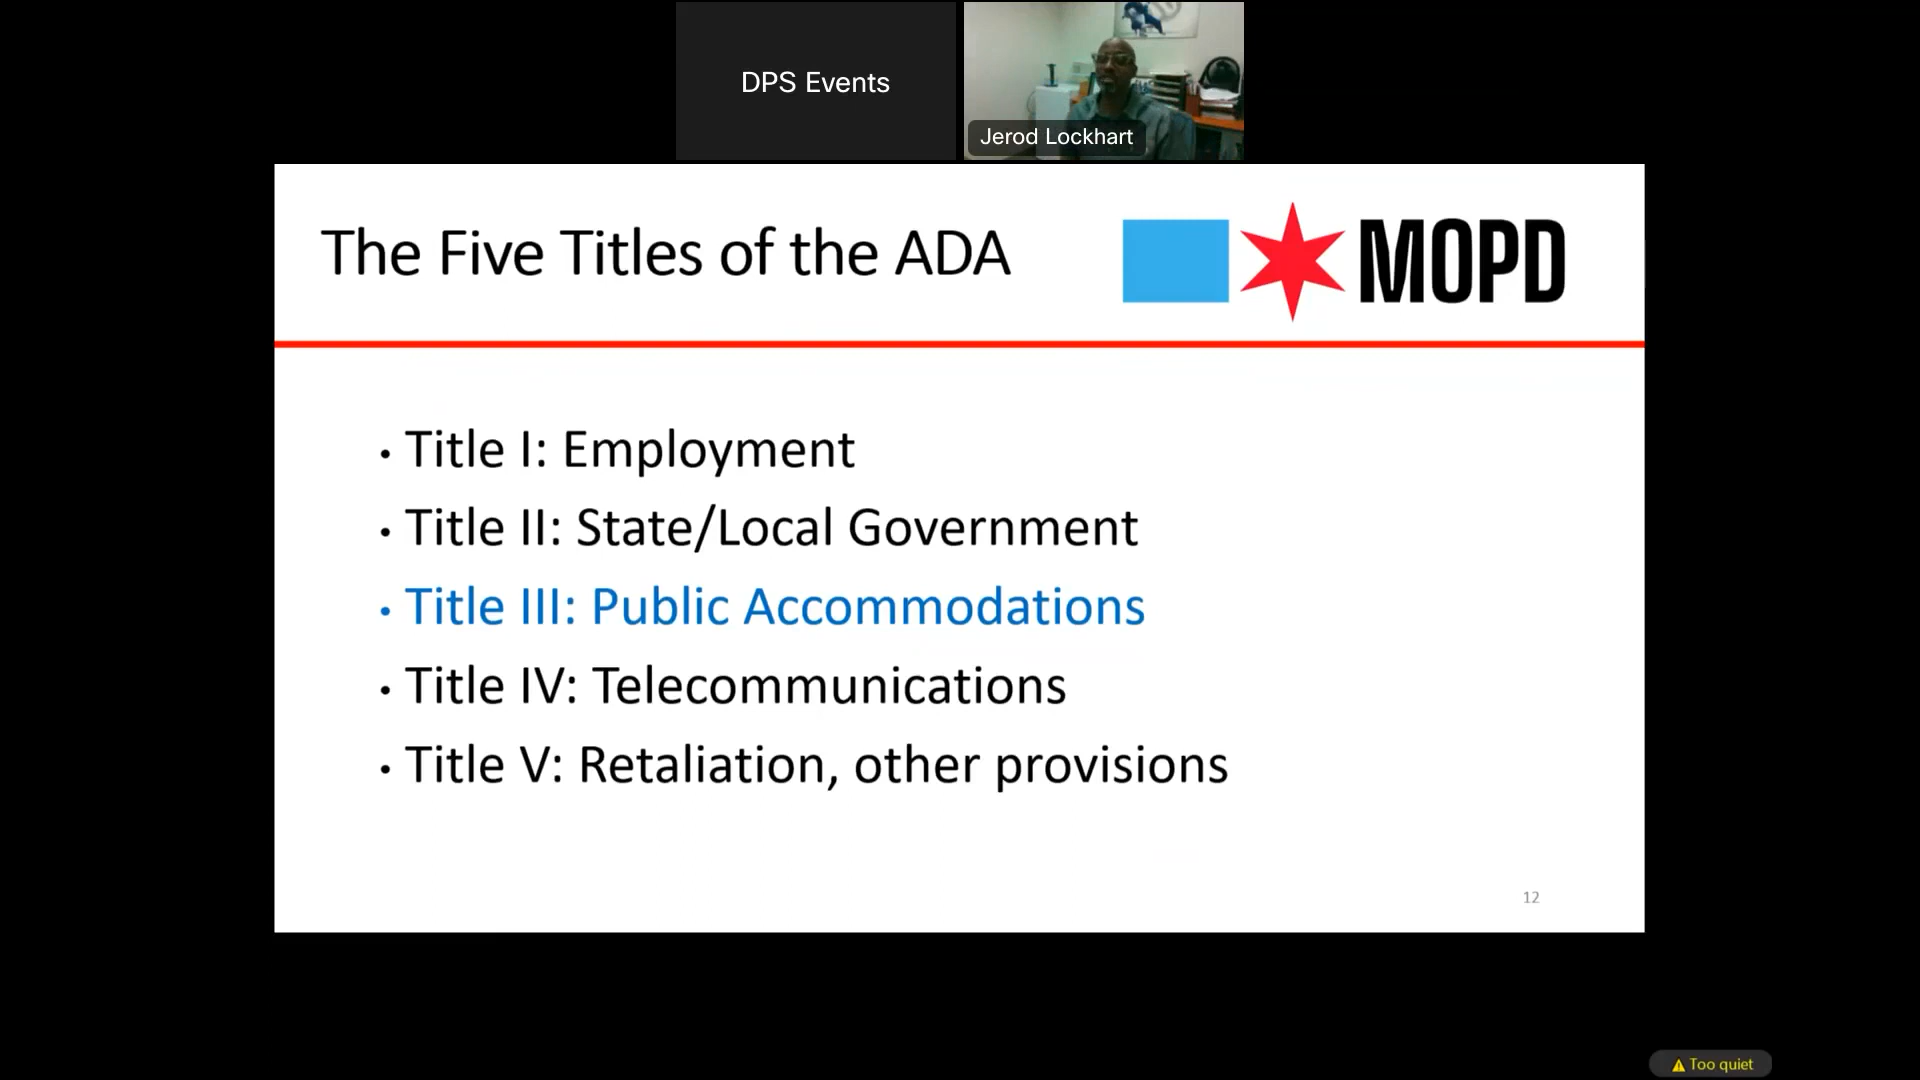 DPS Events
Jerod Lockhart
The Five Titles of the ADA
MOPD
• Title I: Employment
• Title II: State/Local Government
• Title III: Public Accommodations
• Title IV: Telecommunications
• Title V: Retaliation, other provisions
12
Too quiet